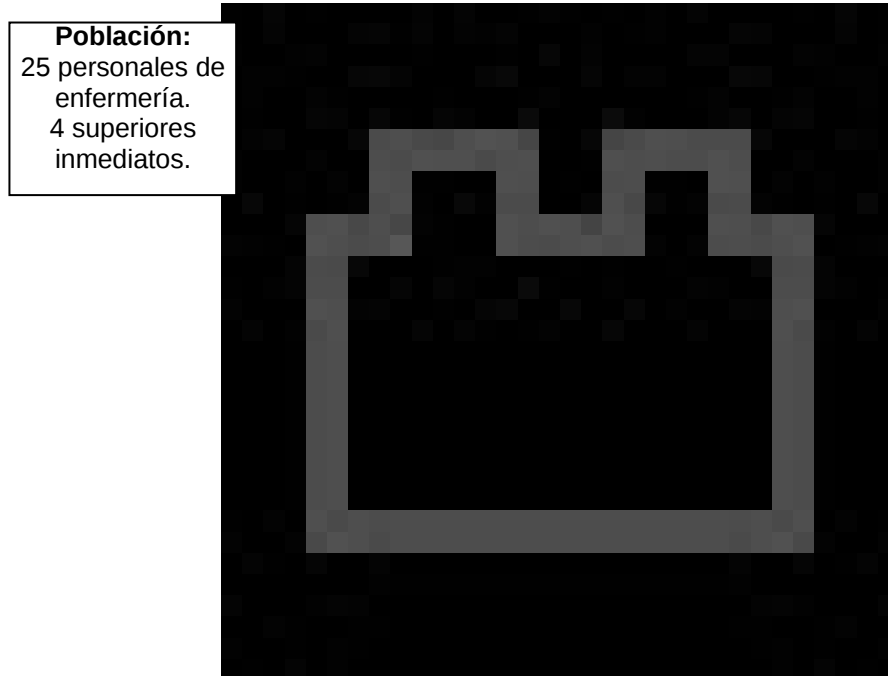 Población:
25 personales de
enfermería.
4 superiores
inmediatos.